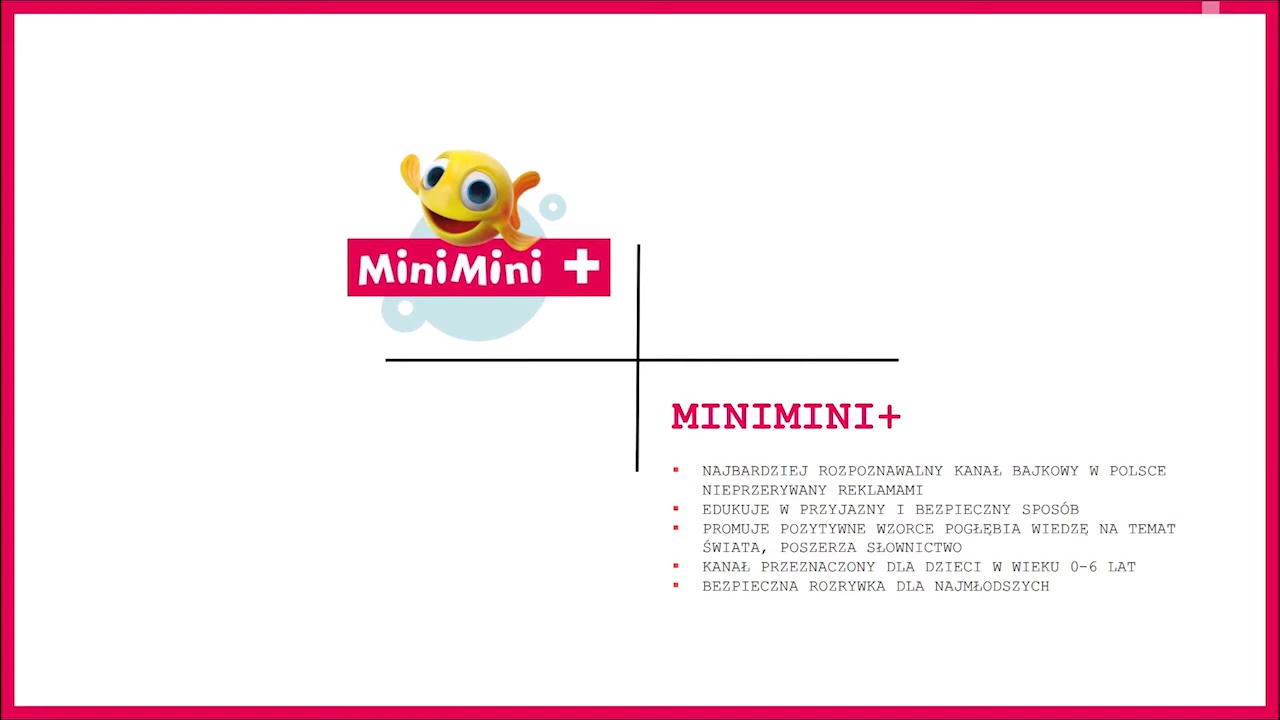 MiniMini +
MINIMINI+
NAJBARDZIEJ ROZPOZNAWALNY KANAŁ BAJKOWY W POLSCE
NIEPRZERYWANY REKLAMAMI
EDUKUJE W PRZYJAZNY I BEZPIECZNY SPOSÓB
PROMUJE POZYTYWNE WZORCE POGŁĘBIA WIEDZĘ NA TEMAT
ŚWIATA, POSZERZA SŁOWNICTWO
KANAŁ PRZEZNACZONY DLA DZIECI W WIEKU 0-6 LAT
BEZPIECZNA ROZRYWKA DLA NAJMŁODSZYCH